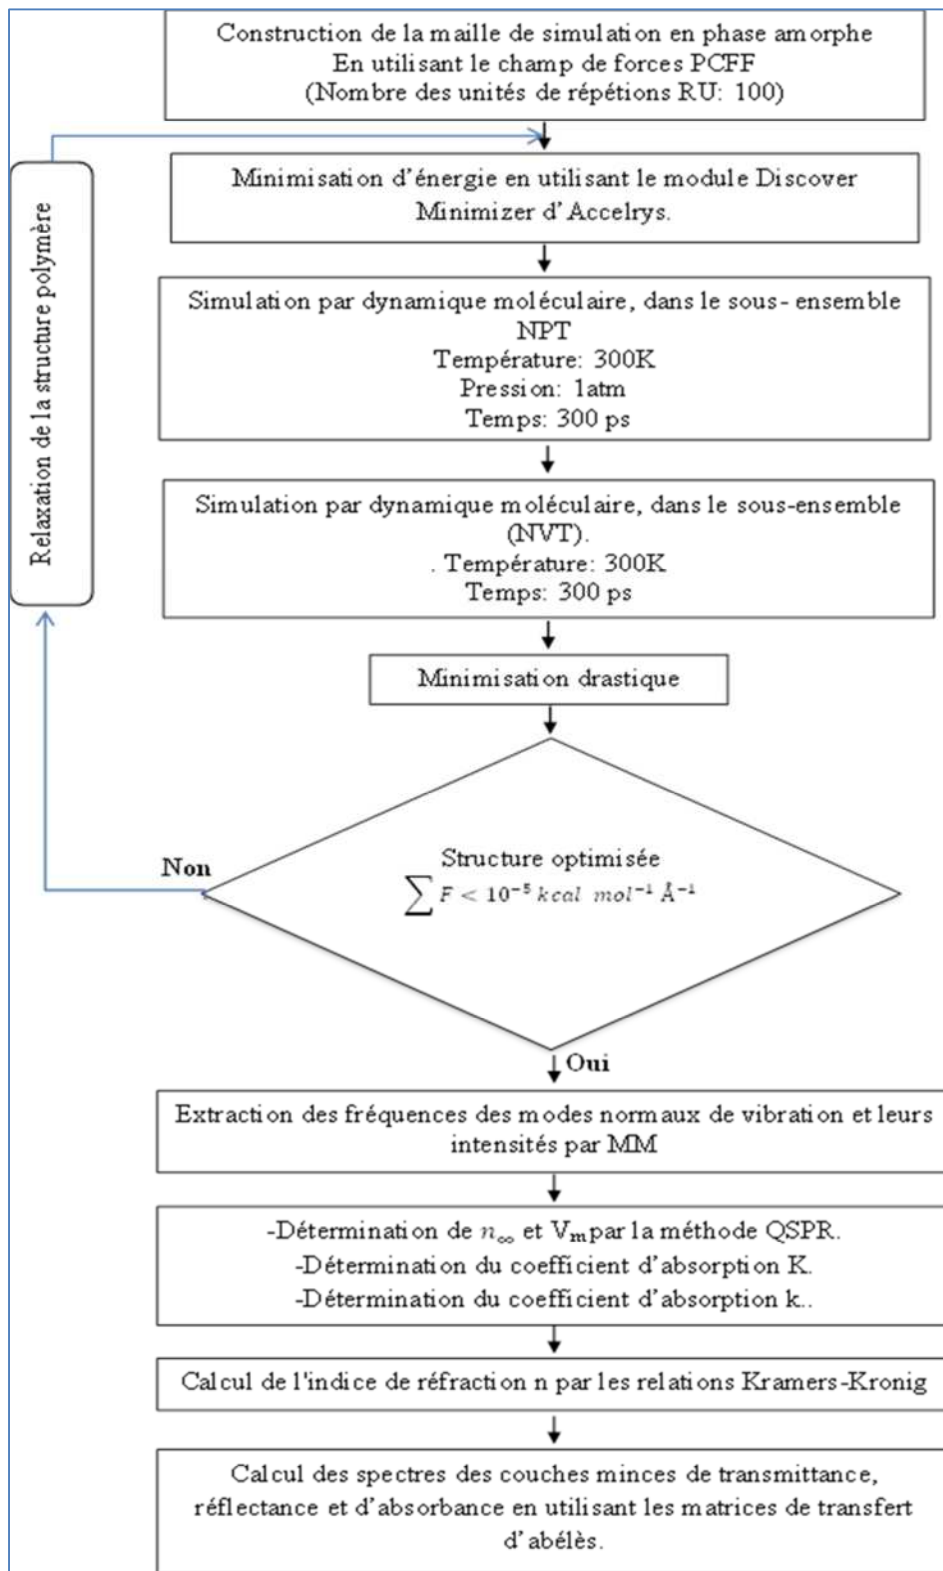 Construction de la maille de simulation en phase amorphe
En utilisant le champ de forces PCFF
(Nombre des unités de répétions RU: 100)
Relaxation de la structure polymère
Minimisation d'énergie en utilisant le module Discover
Minimizer d'Accelrys.
Simulation par dynamique moléculaire, dans le sous- ensemble
NPT
Température: 300K
Pression: 1atm
Temps: 300 ps
Simulation par dynamique moléculaire, dans le sous-ensemble
(NVT).
. Température: 300K
Temps: 300 ps
Minimisation drastique
Non
Structure optimisée
∑ F < 10⁻⁵ kcal mol⁻¹ Å⁻¹
Oui
Extraction des fréquences des modes normaux de vibration et leurs
intensités par MM
-Détermination de n∞ et Vm par la méthode QSPR.
-Détermination du coefficient d'absorption K.
-Détermination du coefficient d'absorption k..
Calcul de l'indice de réfraction n par les relations Kramers-Kronig
Calcul des spectres des couches minces de transmittance,
réflectance et d'absorbance en utilisant les matrices de transfert
d'abélès.